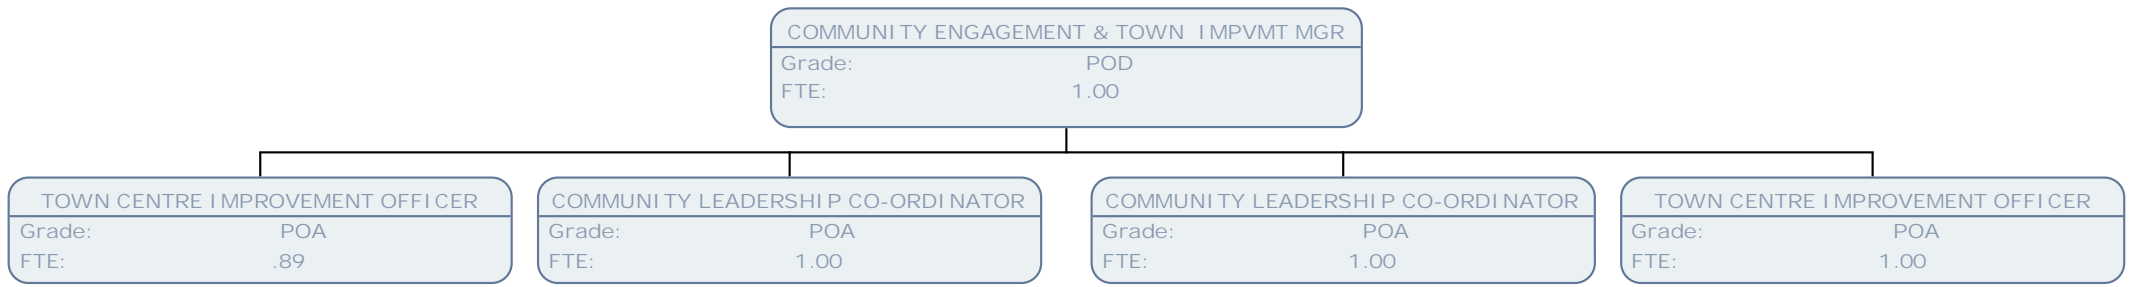 COMMUNITY ENGAGEMENT & TOWN IMPVMT MGR
Grade: POD
FTE: 1.00
TOWN CENTRE IMPROVEMENT OFFICER
Grade: POA
FTE: .89
COMMUNITY LEADERSHIP CO-ORDINATOR
Grade: POA
FTE: 1.00
COMMUNITY LEADERSHIP CO-ORDINATOR
Grade: POA
FTE: 1.00
TOWN CENTRE IMPROVEMENT OFFICER
Grade: POA
FTE: 1.00